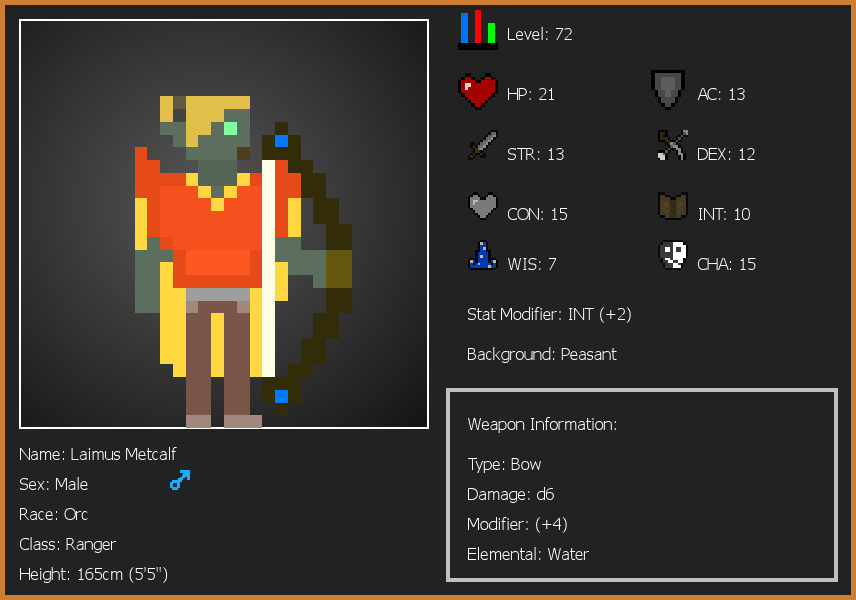 Level: 72
HP: 21
AC: 13
STR: 13
DEX: 12
CON: 15
INT: 10
WIS: 7
CHA: 15
Stat Modifier: INT (+2)
Background: Peasant
Weapon Information:
Type: Bow
Damage: d6
Modifier: (+4)
Elemental: Water
Name: Laimus Metcalf
Sex: Male
Race: Orc
Class: Ranger
Height: 165cm (5'5")